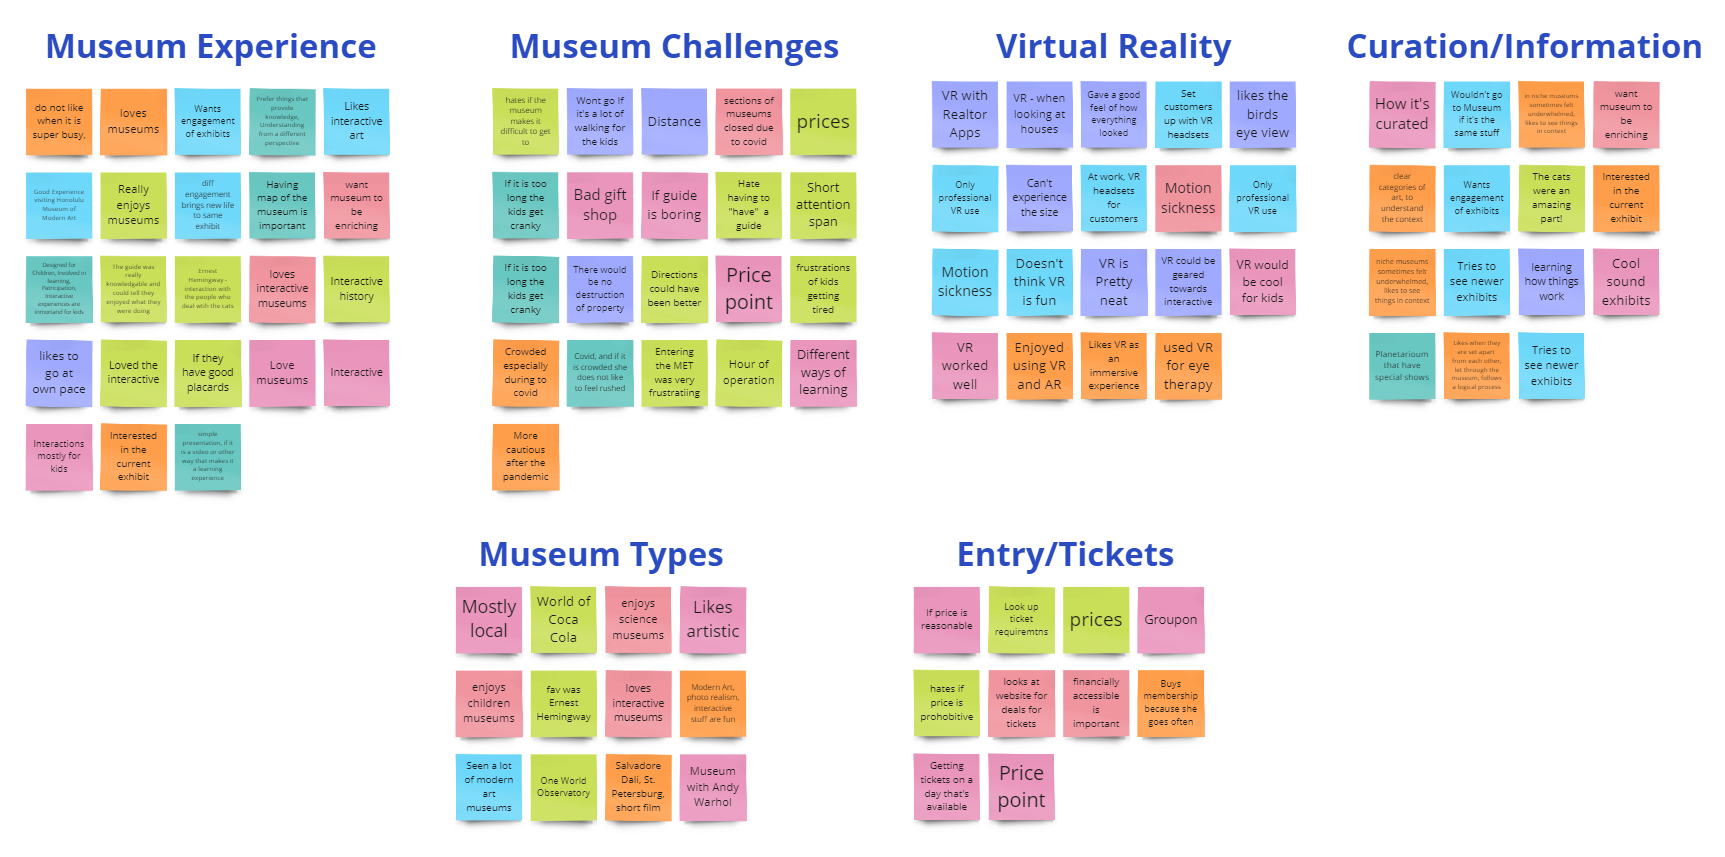 Museum Experience
do not like
when it is
super busy,
loves
museums
Wants
engagement
of exhibits
Prefer things that
provide
knowledge,
Understanding
from a different
perspective
Likes
interactive
art
Good Experience
visiting Honolulu
Museum of
Modern Art
Really
enjoys
museums
diff
engagement
brings new life
to same
exhibit
Having
map of the
museum is
important
want
museum to
be
enriching
Designed for
Children, Involved in
learning,
Interactive
experiences are
for kids
The guide was
really
knowledgable and
could tell they
enjoyed what they
were doing
Ernest
Hemingway -
interaction with
the people who
deal with the cats
loves
interactive
museums
Interactive
history
likes to
go at
own pace
Loved the
interactive
If they
have good
placards
Love
museums
Interactive
Interactions
mostly for
kids
Interested
in the
current
exhibit
simple
presentation, if it
is a video or other
way that makes it
a learning
experience
Museum Challenges
hates if the
museum
makes it
difficult to get
to
Wont go If
it's a lot of
walking for
the kids
Distance
sections of
museums
closed due
to covid
prices
If it is too
long the
kids get
cranky
Bad gift
shop
If guide
is boring
Hate
having to
"have" a
guide
Short
attention
span
If it is too
long the
kids get
cranky
There would
be no
destruction
of property
Directions
could have
been better
Price
point
frustrations
of kids
getting
tired
Crowded
especially
during to
covid
Covid, and if it
is crowded she
does not like
to feel rushed
Entering
the MET
was very
frustratiing
Hour of
operation
Different
ways of
learning
More
cautious
after the
pandemic
Virtual Reality
VR with
Realtor
Apps
VR - when
looking at
houses
Gave a good
feel of how
everything
looked
Set
customers
up with VR
headsets
likes the
birds
eye view
Only
professional
VR use
Can't
experience
the size
At work, VR
headsets
for
customers
Motion
sickness
Only
professional
VR use
Motion
sickness
Doesn't
think VR
is fun
VR is
Pretty
neat
VR could be
geared
towards
interactive
VR would
be cool
for kids
VR
worked
well
Enjoyed
using VR
and AR
Likes VR as
an
immersive
experience
used VR
for eye
therapy
Curation/Information
How it's
curated
Wouldn't go
to Museum
if it's the
same stuff
in niche museums
sometimes felt
underwhelmed,
likes to see things
in context
want
museum to
be
enriching
clear
categories of
art, to
understand
the context
Wants
engagement
of exhibits
The cats
were an
amazing
part!
Interested
in the
current
exhibit
niche museums
sometimes felt
underwhelmed,
likes to see
things in context
Tries to
see newer
exhibits
learning
how things
work
Cool
sound
exhibits
Planetarioum
that have
special shows
Likes when they
are set apart
from each other,
let through the
museum, follows
a logical process
Tries to
see newer
exhibits
Museum Types
Mostly
local
World of
Coca
Cola
enjoys
science
museums
Likes
artistic
enjoys
children
museums
fav was
Ernest
Hemingway
loves
interactive
museums
Modern Art,
photo realism,
interactive
stuff are fun
Seen a lot
of modern
art
museums
One World
Observatory
Salvadore
Dali, St.
Petersburg,
short film
Museum
with Andy
Warhol
Entry/Tickets
If price is
reasonable
Look up
ticket
requiremtns
prices
Groupon
hates if
price is
prohobitive
looks at
website for
deals for
tickets
financially
accessible
is
important
Buys
membership
because she
goes often
Getting
tickets on a
day that's
available
Price
point